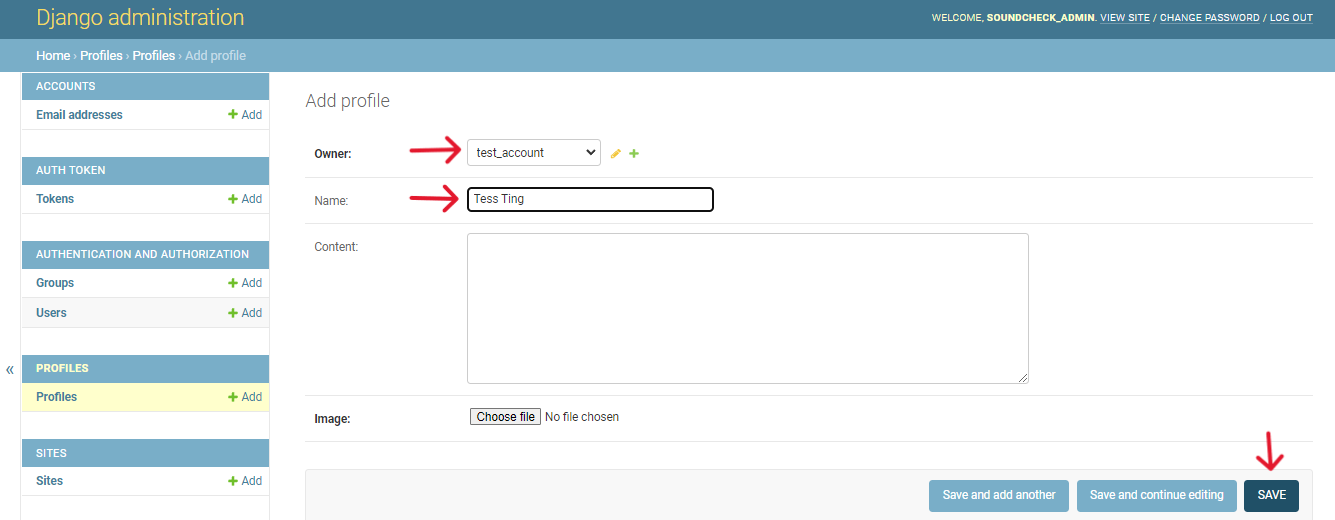 Django administration
WELCOME, SOUNDCHECK_ADMIN. VIEW SITE / CHANGE PASSWORD / LOG OUT
Home › Profiles › Profiles › Add profile
ACCOUNTS
Email addresses + Add
AUTH TOKEN
Tokens + Add
AUTHENTICATION AND AUTHORIZATION
Groups + Add
Users + Add
«
PROFILES
Profiles + Add
SITES
Sites + Add
Add profile
Owner: test_account
Name: Tess Ting
Content:
Image: Choose file No file chosen
Save and add another Save and continue editing SAVE